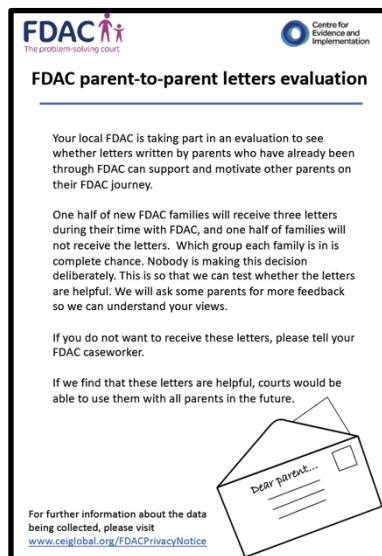 FDAC
The problem-solving court
Centre for
Evidence and
Implementation
FDAC parent-to-parent letters evaluation
Your local FDAC is taking part in an evaluation to see
whether letters written by parents who have already been
through FDAC can support and motivate other parents on
their FDAC journey.
One half of new FDAC families will receive three letters
during their time with FDAC, and one half of families will
not receive the letters.  Which group each family is in is
complete chance. Nobody is making this decision
deliberately. This is so that we can test whether the letters
are helpful. We will ask some parents for more feedback
so we can understand your views.
If you do not want to receive these letters, please tell your
FDAC caseworker.
If we find that these letters are helpful, courts would be
able to use them with all parents in the future.
Dear parent...
For further information about the data
being collected, please visit
www.ceiglobal.org/FDACPrivacyNotice